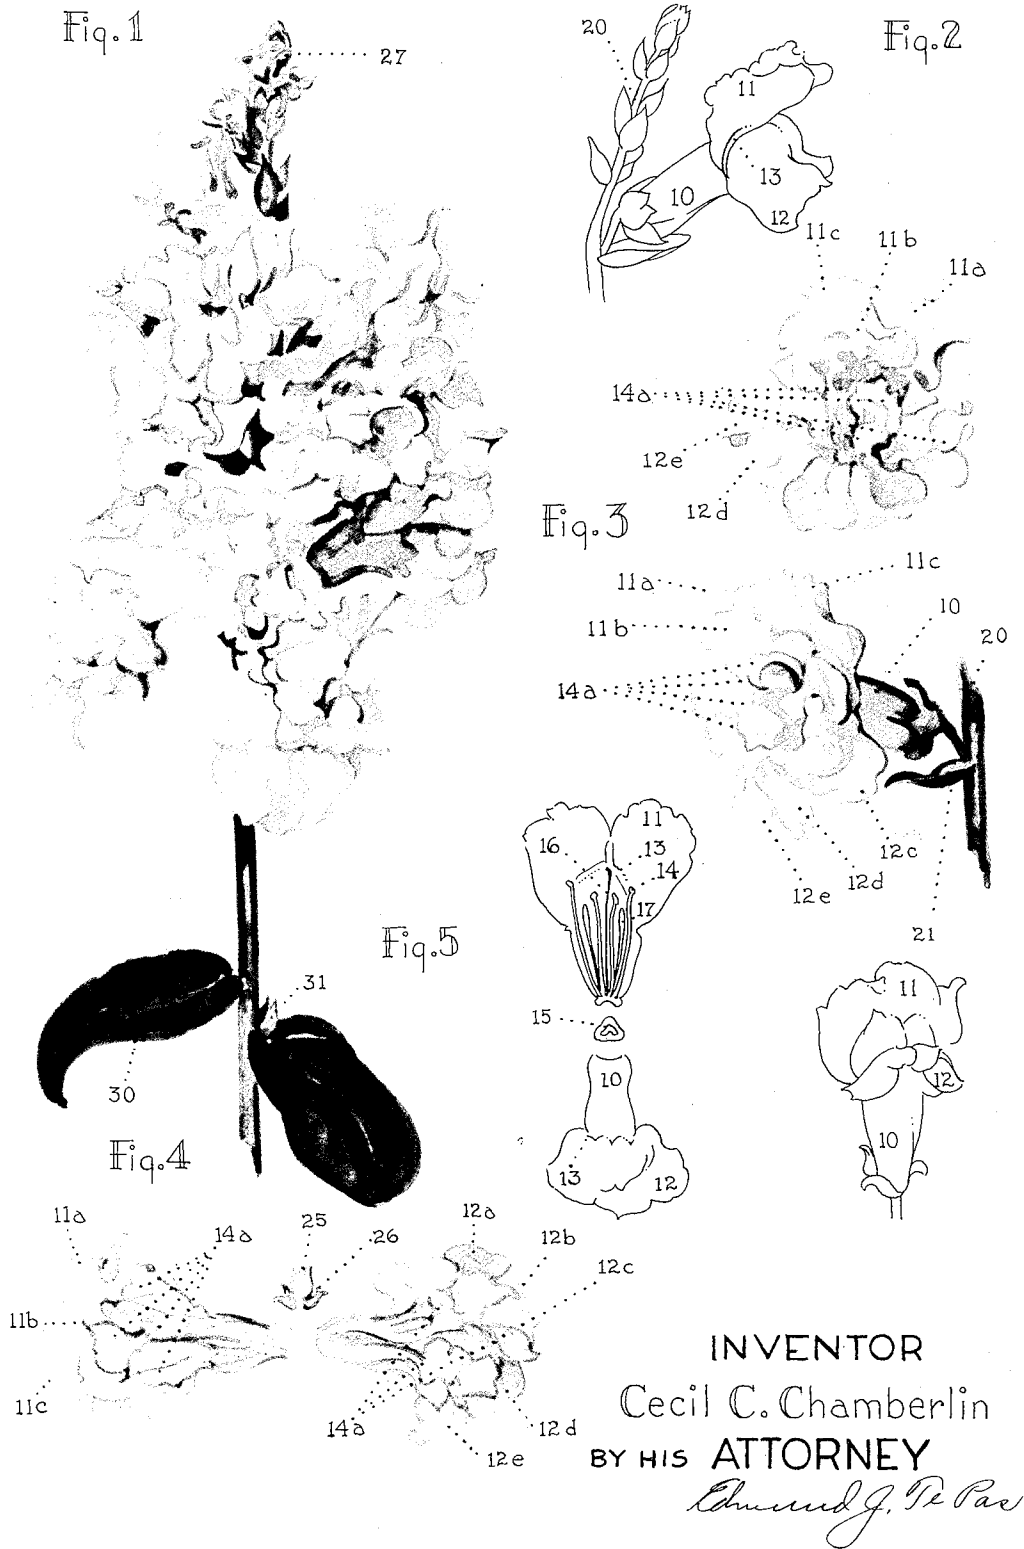 Fig.1
27
20
Fig.2
11
13
10
12
11c
11b
11a
14a
12e
12d
Fig.3
11a
11c
11b
10
20
14a
12c
12d
12e
21
11
16
13
14
17
Fig.5
31
15
30
10
11
12
10
13
12
Fig.4
11a
14a
25
26
12a
12b
12c
11b
11c
14a
12d
12e
INVENTOR
Cecil C. Chamberlin
BY HIS ATTORNEY
Edmund J. Te Pas